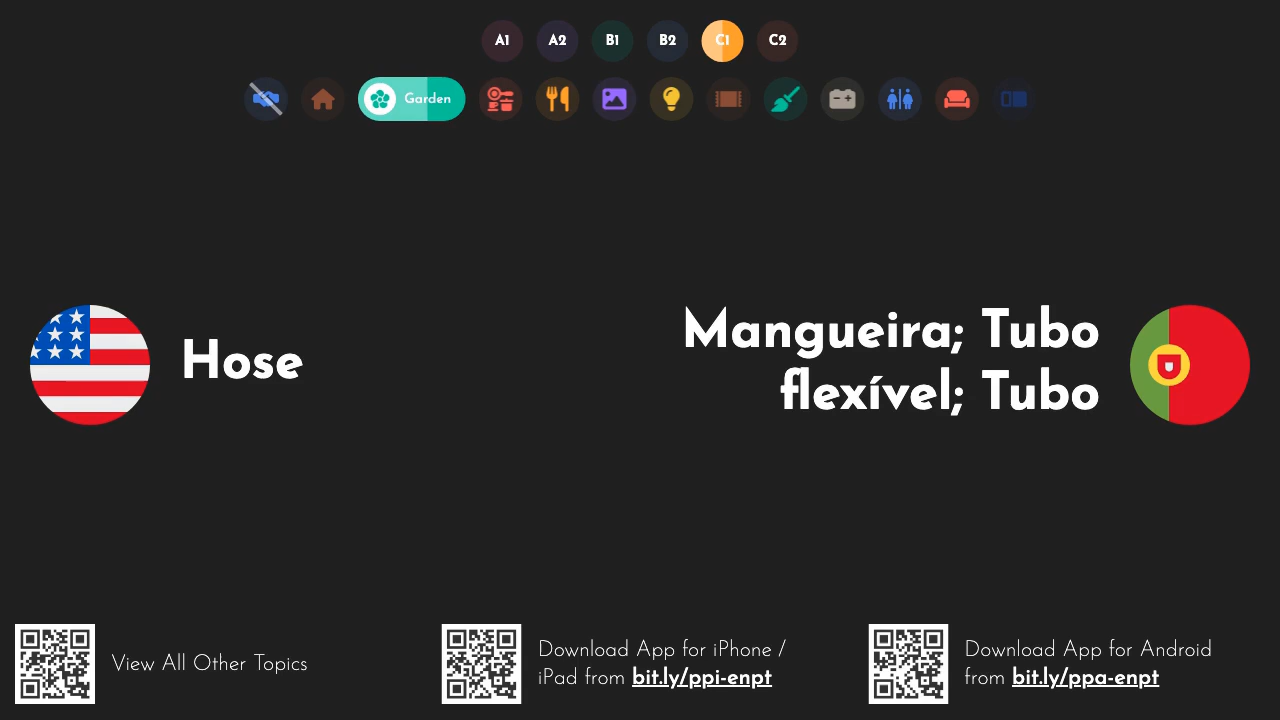 A1 A2 B1 B2 C1 C2
Garden
Hose
Mangueira; Tubo
flexível; Tubo
View All Other Topics
Download App for iPhone /
iPad from bit.ly/ppi-enpt
Download App for Android
from bit.ly/ppa-enpt